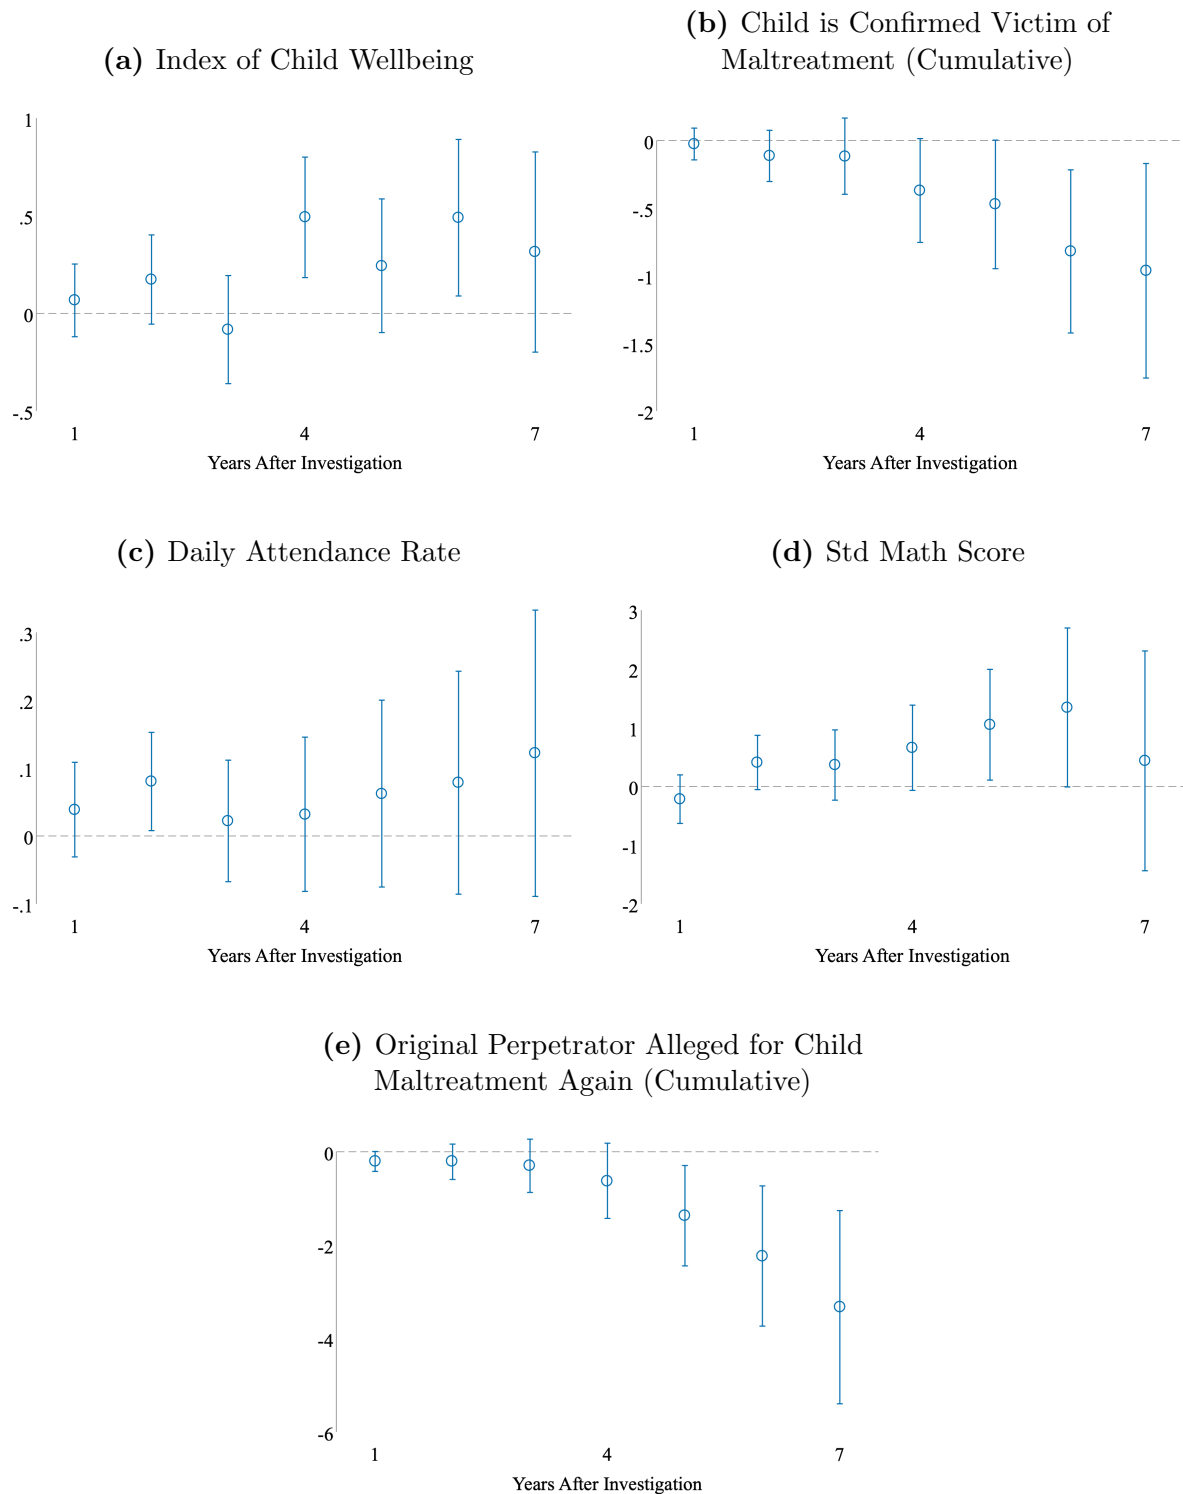 (a) Index of Child Wellbeing
1
.5
0
-.5
1 4 7
Years After Investigation
(b) Child is Confirmed Victim of
Maltreatment (Cumulative)
0
-.5
-1
-1.5
-2
1 4 7
Years After Investigation
(c) Daily Attendance Rate
.3
.2
.1
0
-.1
1 4 7
Years After Investigation
(d) Std Math Score
3
2
1
0
-1
-2
1 4 7
Years After Investigation
(e) Original Perpetrator Alleged for Child
Maltreatment Again (Cumulative)
0
-2
-4
-6
1 4 7
Years After Investigation